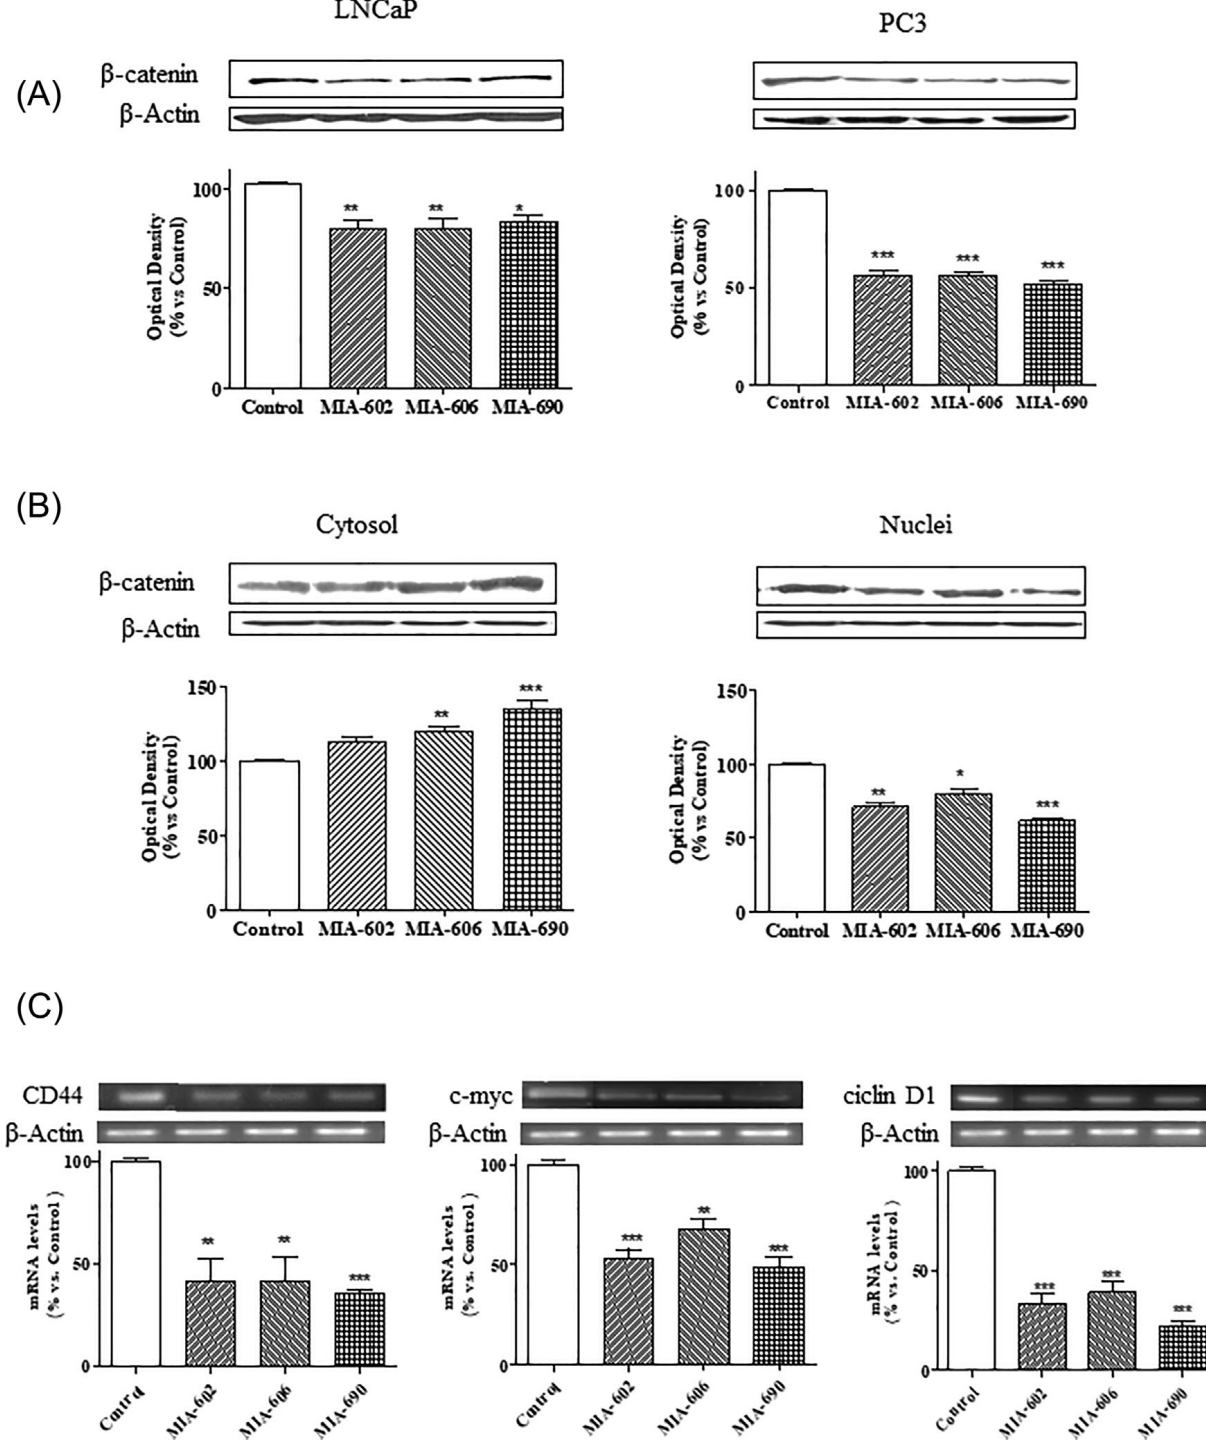 LNCaP
PC3
(A)
β-catenin
β-Actin
Optical Density
(% vs Control)
100
50
0
**
**
*
Control MIA-602 MIA-606 MIA-690
Optical Density
(% vs Control)
100
50
0
***
***
***
Control MIA-602 MIA-606 MIA-690
(B)
Cytosol
Nuclei
β-catenin
β-Actin
Optical Density
(% vs Control)
150
100
50
0
**
***
Control MIA-602 MIA-606 MIA-690
Optical Density
(% vs Control)
150
100
50
0
**
*
***
Control MIA-602 MIA-606 MIA-690
(C)
CD44
β-Actin
mRNA levels
(% vs. Control)
100
50
0
**
**
***
Control MIA-602 MIA-606 MIA-690
c-myc
β-Actin
mRNA levels
(% vs. Control)
100
50
0
***
**
***
Control MIA-602 MIA-606 MIA-690
ciclin D1
β-Actin
mRNA levels
(% vs. Control)
100
50
0
***
***
***
Control MIA-602 MIA-606 MIA-690